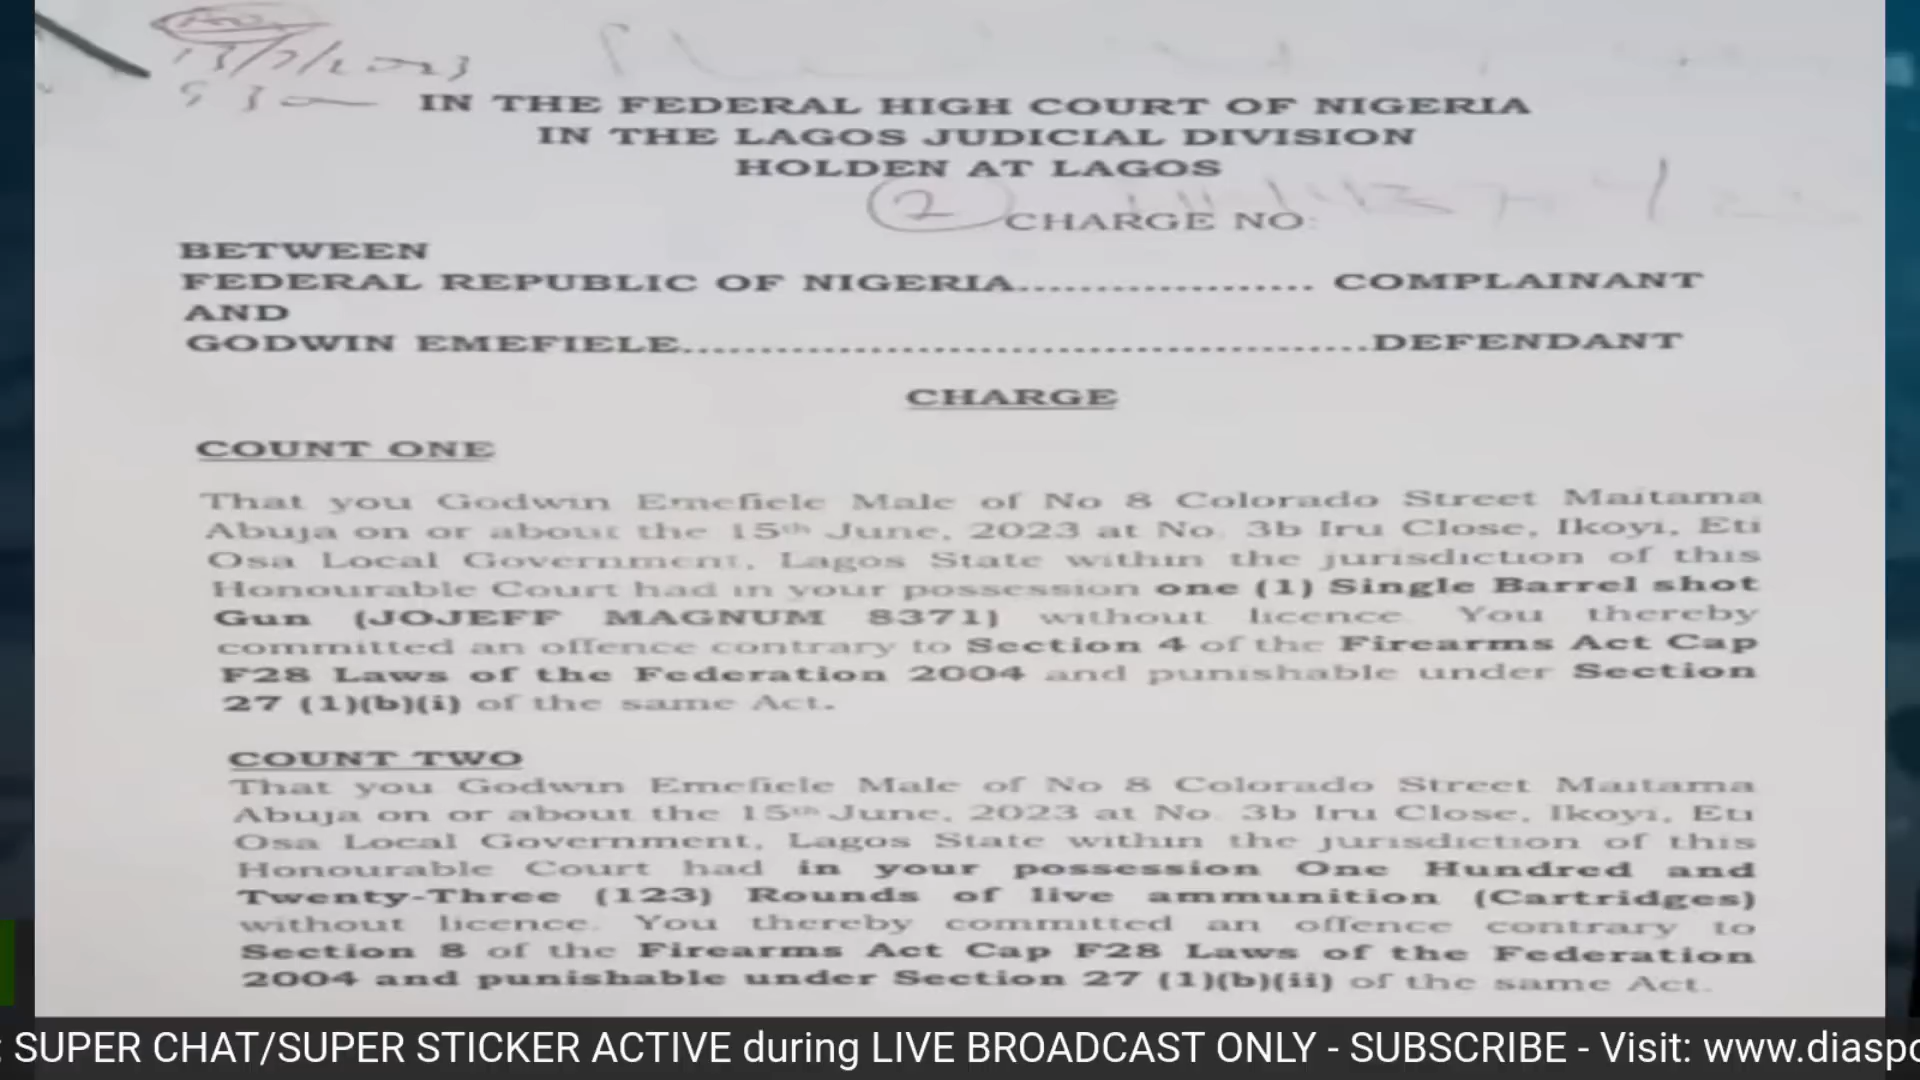 13/7/2023
IN THE FEDERAL HIGH COURT OF NIGERIA
IN THE LAGOS JUDICIAL DIVISION
HOLDEN AT LAGOS
2 CHARGE NO:
BETWEEN
FEDERAL REPUBLIC OF NIGERIA................... COMPLAINANT
AND
GODWIN EMEFIELE............................................DEFENDANT
CHARGE
COUNT ONE
That you Godwin Emefiele Male of No 8 Colorado Street Maitama
Abuja on or about the 15th June, 2023 at No. 3b Iru Close, Ikoyi, Eti
Osa Local Government, Lagos State within the jurisdiction of this
Honourable Court had in your possession one (1) Single Barrel shot
Gun (JOJEFF MAGNUM 8371) without licence. You thereby
committed an offence contrary to Section 4 of the Firearms Act Cap
F28 Laws of the Federation 2004 and punishable under Section
27 (1)(b)(i) of the same Act.
COUNT TWO
That you Godwin Emefiele Male of No 8 Colorado Street Maitama
Abuja on or about the 15th June, 2023 at No. 3b Iru Close, Ikoyi, Eti
Osa Local Government, Lagos State within the jurisdiction of this
Honourable Court had in your possession One Hundred and
Twenty-Three (123) Rounds of live ammunition (Cartridges)
without licence. You thereby committed an offence contrary to
Section 8 of the Firearms Act Cap F28 Laws of the Federation
2004 and punishable under Section 27 (1)(b)(ii) of the same Act.
: SUPER CHAT/SUPER STICKER ACTIVE during LIVE BROADCAST ONLY - SUBSCRIBE - Visit: www.diaspo